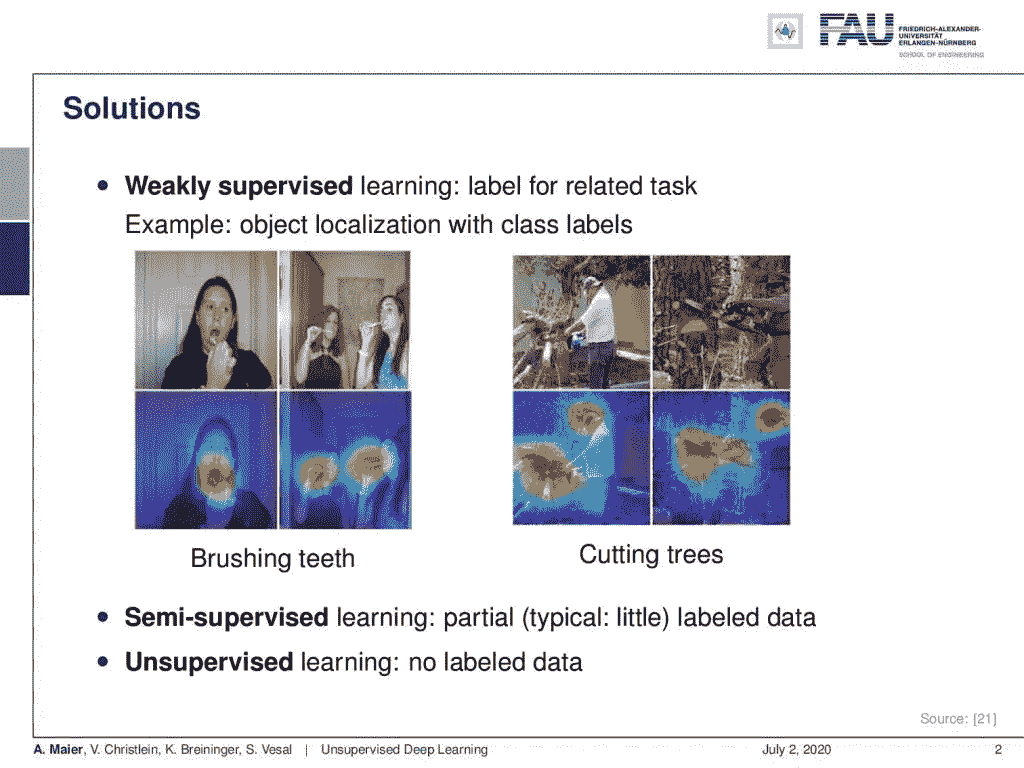 FAU
FRIEDRICH-ALEXANDER-
UNIVERSITÄT
ERLANGEN-NÜRNBERG
SCHOOL OF ENGINEERING
Solutions
• Weakly supervised learning: label for related task
Example: object localization with class labels
Brushing teeth
Cutting trees
• Semi-supervised learning: partial (typical: little) labeled data
• Unsupervised learning: no labeled data
Source: [21]
A. Maier, V. Christlein, K. Breininger, S. Vesal | Unsupervised Deep Learning July 2, 2020 2